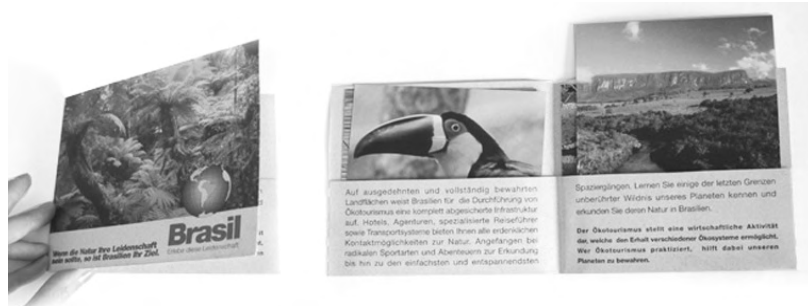 Brasil
Wenn die Natur Ihre Leidenschaft
sein sollte, so ist Brasilien Ihr Ziel.
Erlebe diese Leidenschaft
Auf ausgedehnten und vollständig bewahrten
Landflächen weist Brasilien für die Durchführung von
Ökotourismus eine komplett abgesicherte Infrastruktur
auf. Hotels, Agenturen, spezialisierte Reiseführer
sowie Transportsysteme bieten Ihnen alle erdenklichen
Kontaktmöglichkeiten zur Natur. Angefangen bei
radikalen Sportarten und Abenteuern zur Erkundung
bis hin zu den einfachsten und entspannendsten
Spaziergängen. Lernen Sie einige der letzten Grenzen
unberührter Wildnis unseres Planeten kennen und
erkunden Sie deren Natur in Brasilien.
Der Ökotourismus stellt eine wirtschaftliche Aktivität
dar, welche den Erhalt verschiedener Ökosysteme ermöglicht.
Wer Ökotourismus praktiziert, hilft dabei unseren
Planeten zu bewahren.